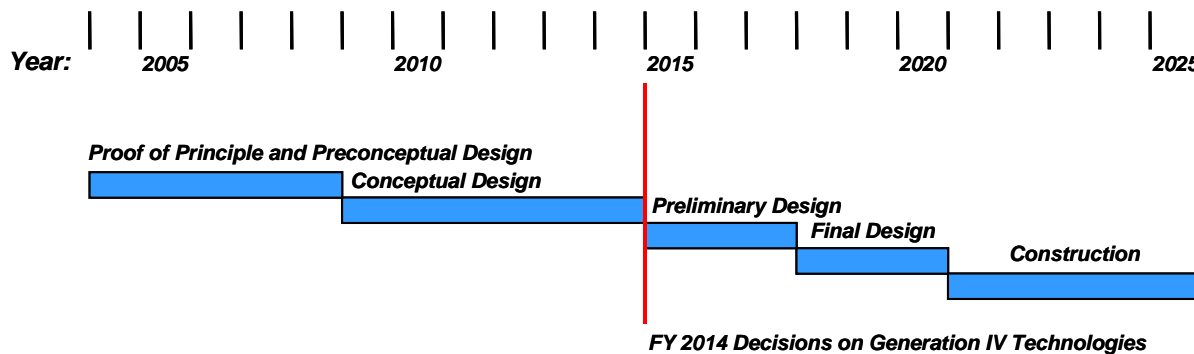 Year: 2005 2010 2015 2020 2025
Proof of Principle and Preconceptual Design
Conceptual Design
Preliminary Design
Final Design
Construction
FY 2014 Decisions on Generation IV Technologies